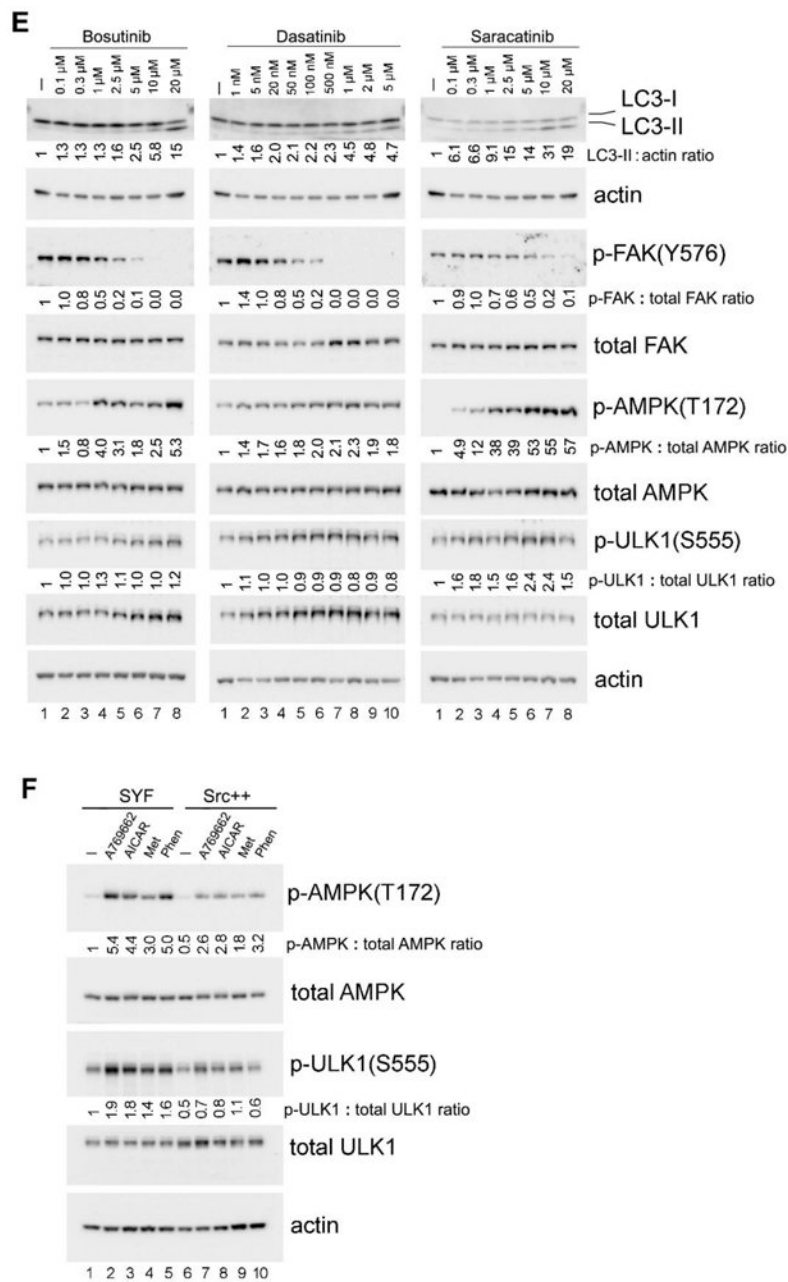 E
Bosutinib Dasatinib Saracatinib
– 0.1 µM 0.3 µM 1 µM 2.5 µM 5 µM 10 µM 20 µM – 1 nM 5 nM 20 nM 50 nM 100 nM 500 nM 1 µM 2 µM 5 µM – 0.1 µM 0.3 µM 1 µM 2.5 µM 5 µM 10 µM 20 µM
LC3-I
LC3-II
1 1.3 1.3 1.3 1.6 2.5 5.8 15 1 1.4 1.6 2.0 2.1 2.2 2.3 4.5 4.8 4.7 1 6.1 6.6 9.1 15 14 31 19 LC3-II : actin ratio
actin
p-FAK(Y576)
1 1.0 0.8 0.5 0.2 0.1 0.0 0.0 1 1.4 1.0 0.8 0.5 0.2 0.0 0.0 0.0 0.0 1 0.9 1.0 0.7 0.6 0.5 0.2 0.1 p-FAK : total FAK ratio
total FAK
p-AMPK(T172)
1 1.5 0.8 4.0 3.1 1.8 2.5 5.3 1 1.4 1.7 1.6 1.8 2.0 2.1 2.3 1.9 1.8 1 4.9 12 38 39 53 55 57 p-AMPK : total AMPK ratio
total AMPK
p-ULK1(S555)
1 1.0 1.0 1.3 1.1 1.0 1.0 1.2 1 1.1 1.0 1.0 0.9 0.9 0.9 0.8 0.9 0.8 1 1.6 1.8 1.5 1.6 2.4 2.4 1.5 p-ULK1 : total ULK1 ratio
total ULK1
actin
1 2 3 4 5 6 7 8 1 2 3 4 5 6 7 8 9 10 1 2 3 4 5 6 7 8
F
SYF Src++
– A769662 AICAR Met Phen – A769662 AICAR Met Phen
p-AMPK(T172)
1 5.4 4.4 3.0 5.0 0.5 2.6 2.8 1.8 3.2 p-AMPK : total AMPK ratio
total AMPK
p-ULK1(S555)
1 1.9 1.8 1.4 1.6 0.5 0.7 0.8 1.1 0.6 p-ULK1 : total ULK1 ratio
total ULK1
actin
1 2 3 4 5 6 7 8 9 10